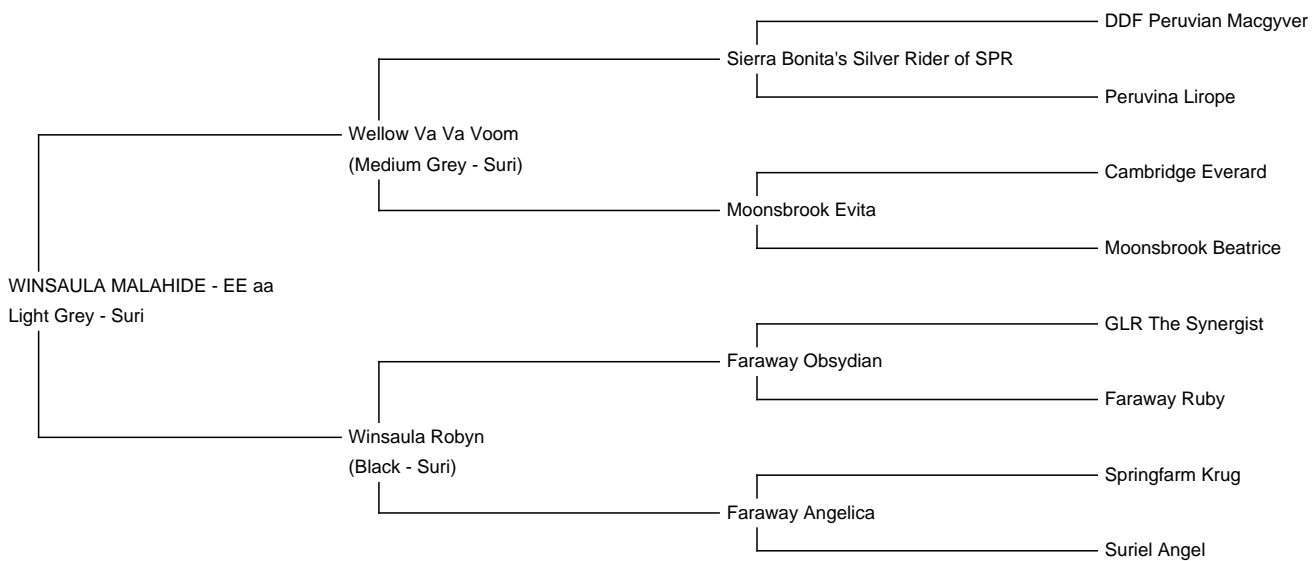 DDF Peruvian Macgyver
Sierra Bonita's Silver Rider of SPR
Peruvina Lirope
Wellow Va Va Voom
(Medium Grey - Suri)
Cambridge Everard
Moonsbrook Evita
Moonsbrook Beatrice
WINSAULA MALAHIDE - EE aa
Light Grey - Suri
GLR The Synergist
Faraway Obsydian
Faraway Ruby
Winsaula Robyn
(Black - Suri)
Springfarm Krug
Faraway Angelica
Suriel Angel